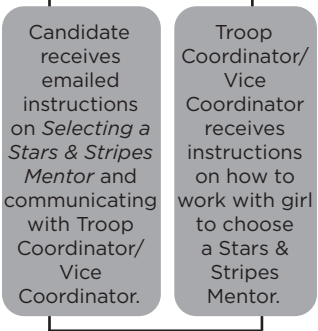 Candidate
receives
emailed
instructions
on Selecting a
Stars & Stripes
Mentor and
communicating
with Troop
Coordinator/
Vice
Coordinator.
Troop
Coordinator/
Vice
Coordinator
receives
instructions
on how to
work with girl
to choose
a Stars &
Stripes
Mentor.